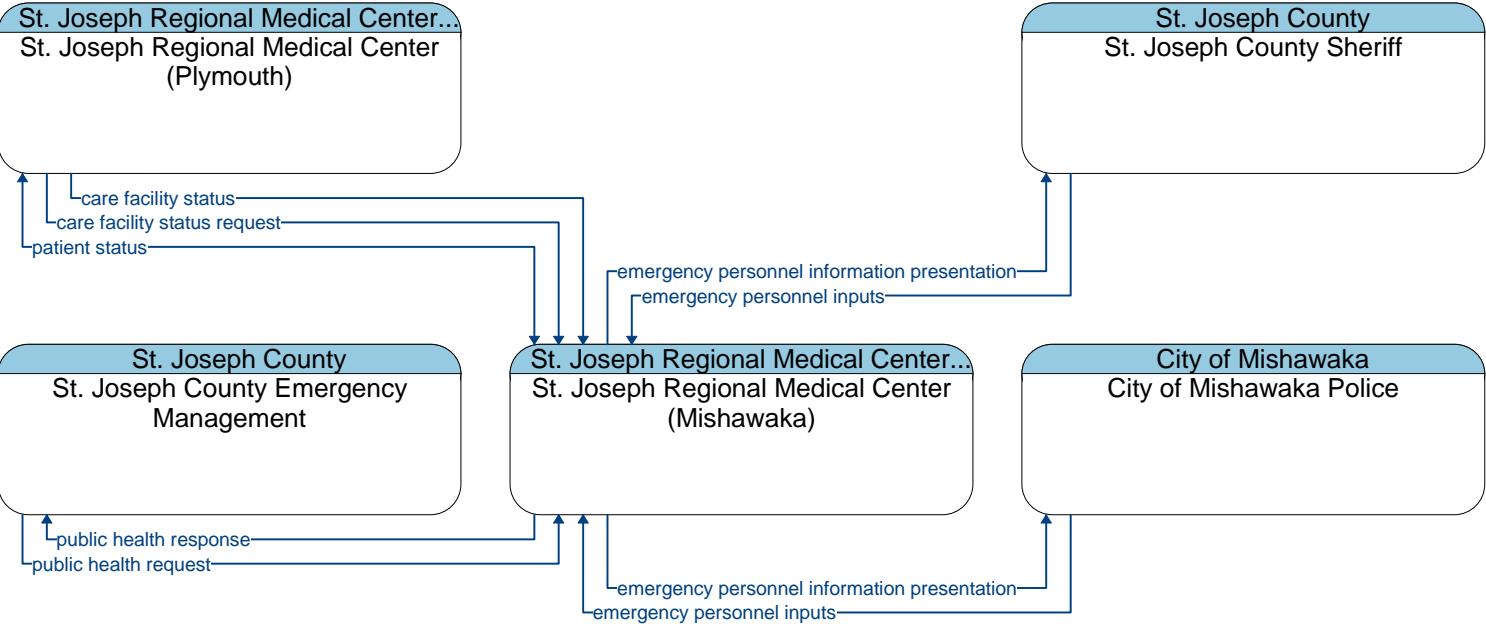 St. Joseph Regional Medical Center...
St. Joseph Regional Medical Center
(Plymouth)
St. Joseph County
St. Joseph County Sheriff
care facility status
care facility status request
patient status
emergency personnel information presentation
emergency personnel inputs
St. Joseph County
St. Joseph County Emergency
Management
St. Joseph Regional Medical Center...
St. Joseph Regional Medical Center
(Mishawaka)
City of Mishawaka
City of Mishawaka Police
public health response
public health request
emergency personnel information presentation
emergency personnel inputs